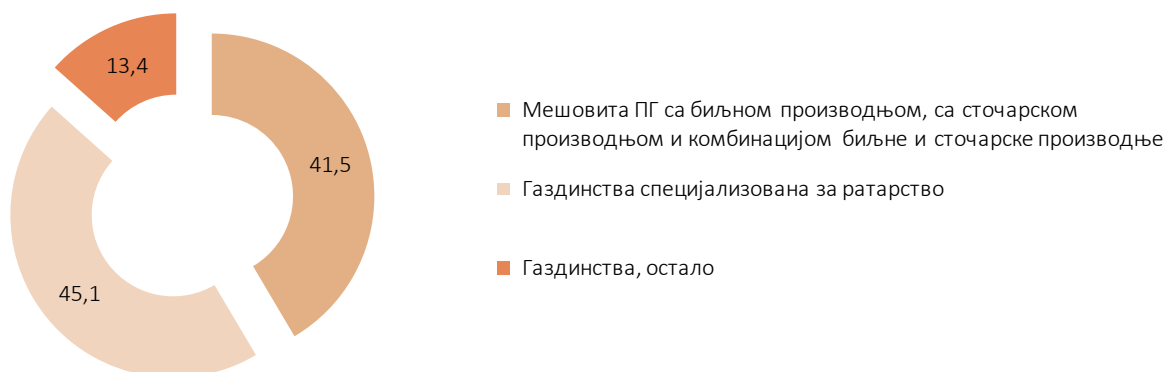 13,4
41,5
45,1
Мешовита ПГ са биљном производњом, са сточарском
производњом и комбинацијом биљне и сточарске производње
Газдинства специјализована за ратарство
Газдинства, остало